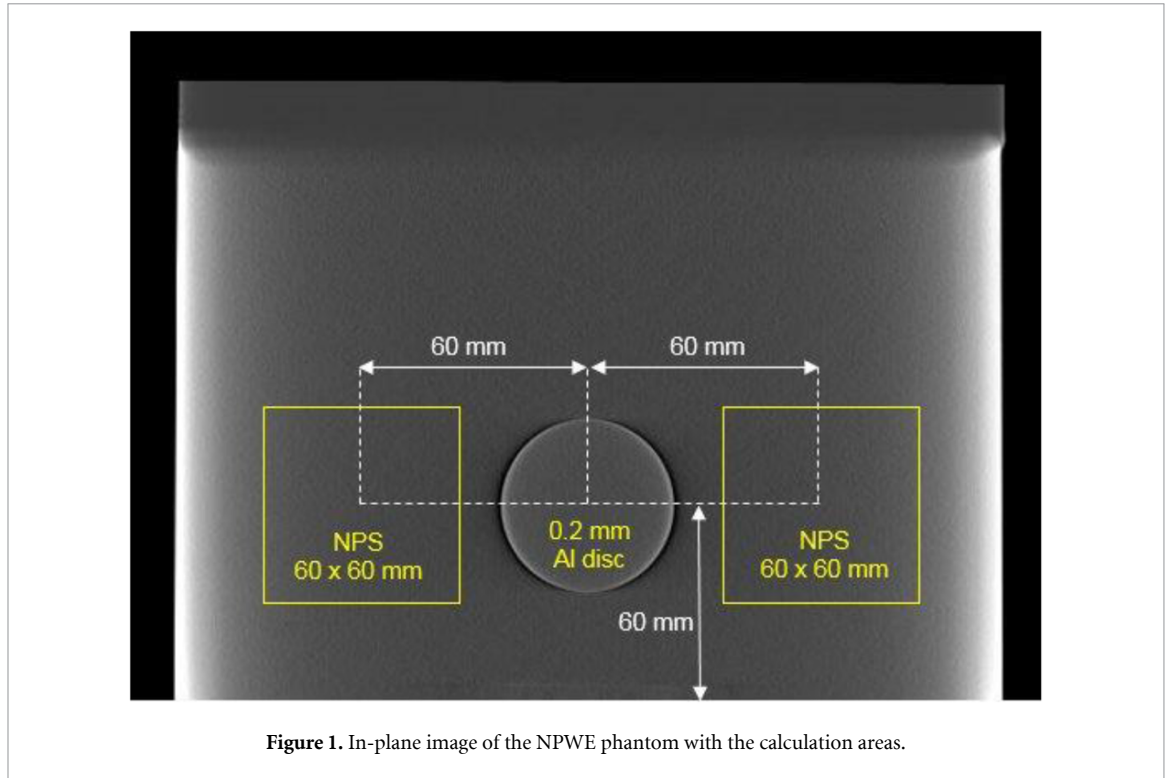 60 mm
60 mm
0.2 mm
Al disc
NPS
60 x 60 mm
NPS
60 x 60 mm
60 mm
Figure 1. In-plane image of the NPWE phantom with the calculation areas.